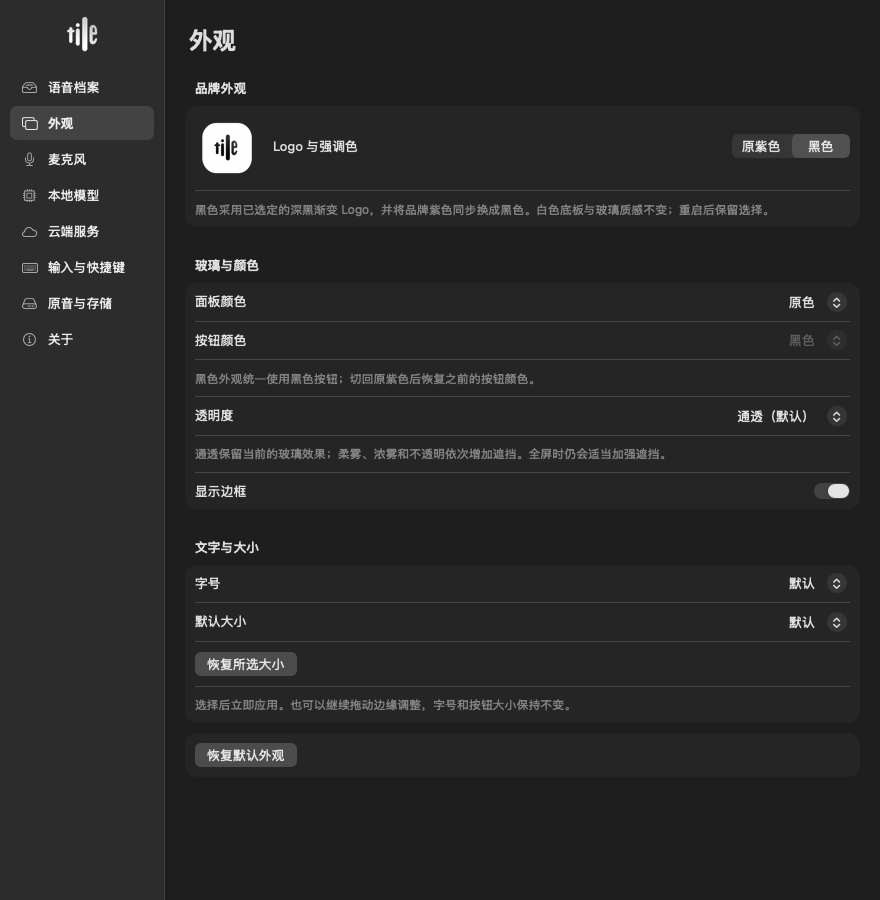 tile
语音档案
外观
麦克风
本地模型
云端服务
输入与快捷键
原音与存储
关于
外观
品牌外观
tile
Logo 与强调色
原紫色
黑色
黑色采用已选定的深黑渐变 Logo，并将品牌紫色同步换成黑色。白色底板与玻璃质感不变；重启后保留选择。
玻璃与颜色
面板颜色
原色
按钮颜色
黑色
黑色外观统一使用黑色按钮；切回原紫色后恢复之前的按钮颜色。
透明度
通透（默认）
通透保留当前的玻璃效果；柔雾、浓雾和不透明依次增加遮挡。全屏时仍会适当加强遮挡。
显示边框
文字与大小
字号
默认
默认大小
默认
恢复所选大小
选择后立即应用。也可以继续拖动边缘调整，字号和按钮大小保持不变。
恢复默认外观